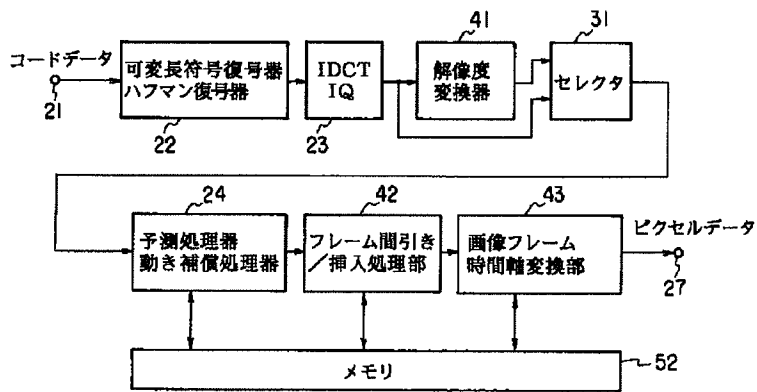 41
31
コードデータ
21
可変長符号復号器
ハフマン復号器
22
IDCT
IQ
23
解像度
変換器
セレクタ
24
42
43
予測処理器
動き補償処理器
フレーム間引き
/挿入処理部
画像フレーム
時間軸変換部
ピクセルデータ
27
メモリ
52